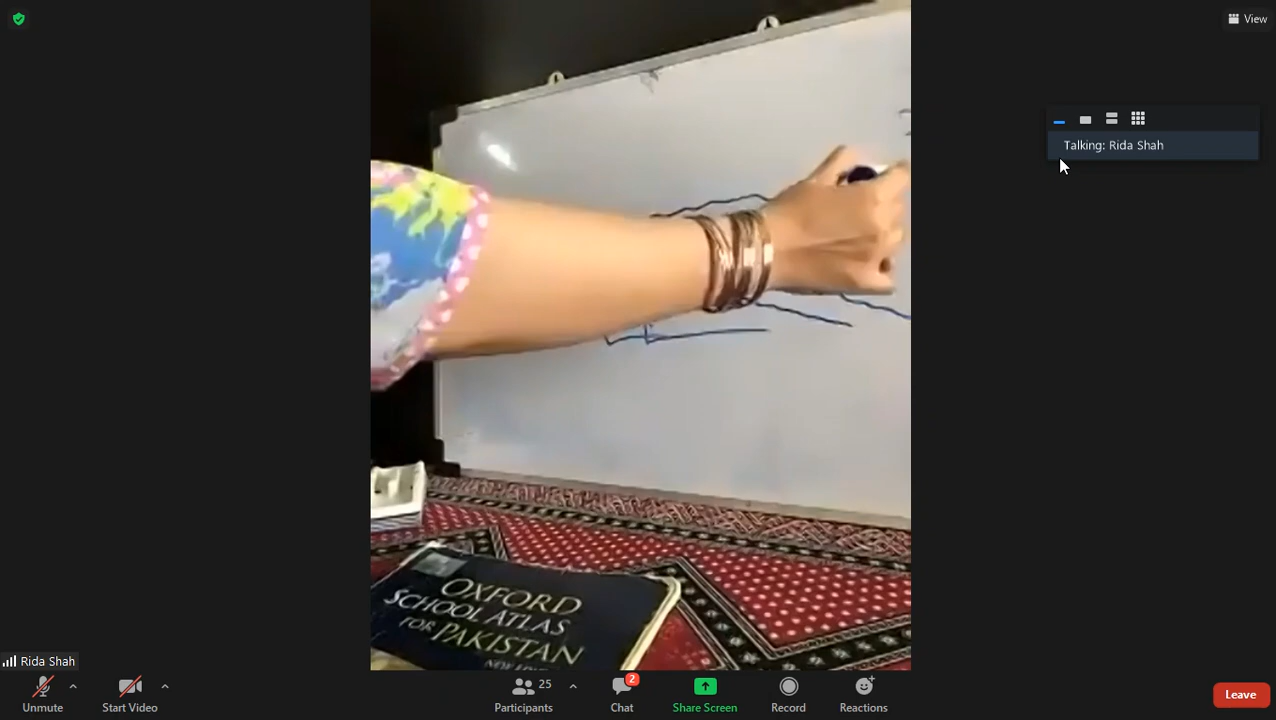 View
Talking: Rida Shah
OXFORD
SCHOOL ATLAS
FOR PAKISTAN
Rida Shah
Unmute
Start Video
25
Participants
2
Chat
Share Screen
Record
Reactions
Leave